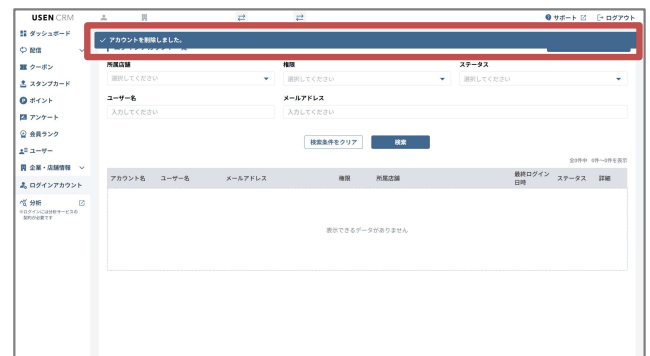 USEN CRM
サポート
ログアウト
ダッシュボード
配信
クーポン
スタンプカード
ポイント
アンケート
会員ランク
ユーザー
企業・店舗情報
ログインアカウント
分析
※ログインには分析サービスの
契約が必要です
アカウントを削除しました。
所属店舗
権限
ステータス
選択してください
選択してください
選択してください
ユーザー名
メールアドレス
入力してください
入力してください
検索条件をクリア
検索
全0件中 0件〜0件を表示
アカウント名 ユーザー名 メールアドレス 権限 所属店舗 最終ログイン日時 ステータス 詳細
表示できるデータがありません